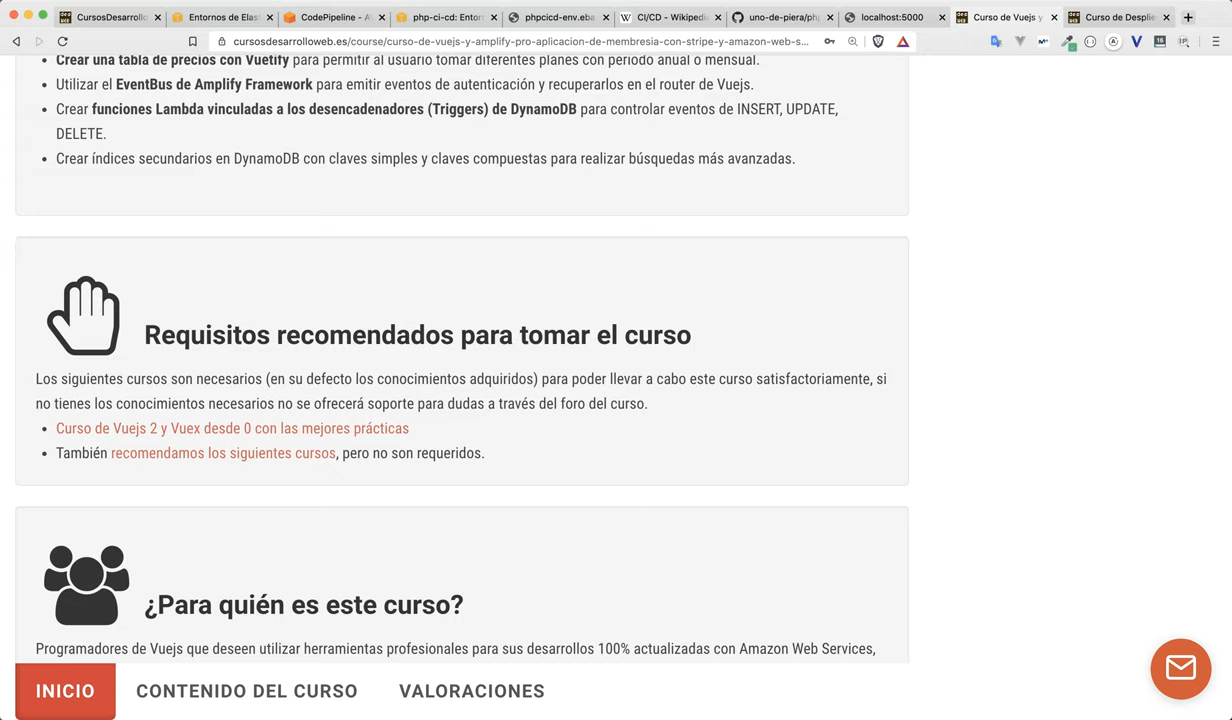 CursosDesarrollo
Entornos de Elas
CodePipeline - A
php-ci-cd: Entor
phpcicd-env.eba
CI/CD - Wikipedi
uno-de-piera/ph
localhost:5000
Curso de Vuejs y
Curso de Desplie
cursosdesarrolloweb.es/course/curso-de-vuejs-y-amplify-pro-aplicacion-de-membresia-con-stripe-y-amazon-web-s...
Crear una tabla de precios con Vuetify para permitir al usuario tomar diferentes planes con periodo anual o mensual.
Utilizar el EventBus de Amplify Framework para emitir eventos de autenticación y recuperarlos en el router de Vuejs.
Crear funciones Lambda vinculadas a los desencadenadores (Triggers) de DynamoDB para controlar eventos de INSERT, UPDATE,
DELETE.
Crear índices secundarios en DynamoDB con claves simples y claves compuestas para realizar búsquedas más avanzadas.
Requisitos recomendados para tomar el curso
Los siguientes cursos son necesarios (en su defecto los conocimientos adquiridos) para poder llevar a cabo este curso satisfactoriamente, si
no tienes los conocimientos necesarios no se ofrecerá soporte para dudas a través del foro del curso.
Curso de Vuejs 2 y Vuex desde 0 con las mejores prácticas
También recomendamos los siguientes cursos, pero no son requeridos.
¿Para quién es este curso?
Programadores de Vuejs que deseen utilizar herramientas profesionales para sus desarrollos 100% actualizadas con Amazon Web Services,
INICIO
CONTENIDO DEL CURSO
VALORACIONES